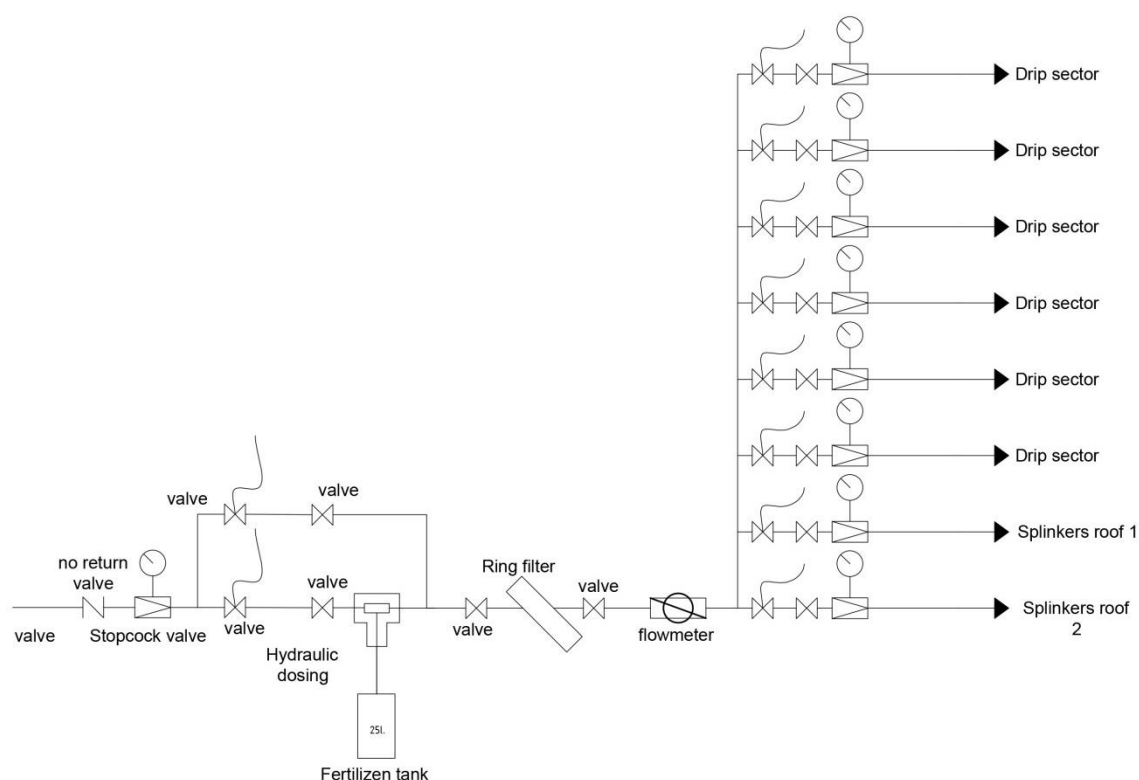 Drip sector
Drip sector
Drip sector
Drip sector
Drip sector
Drip sector
Splinkers roof 1
Splinkers roof
2
valve
valve
no return
valve
valve
Stopcock valve
valve
Hydraulic
dosing
25l.
Fertilizen tank
valve
Ring filter
valve
valve
flowmeter